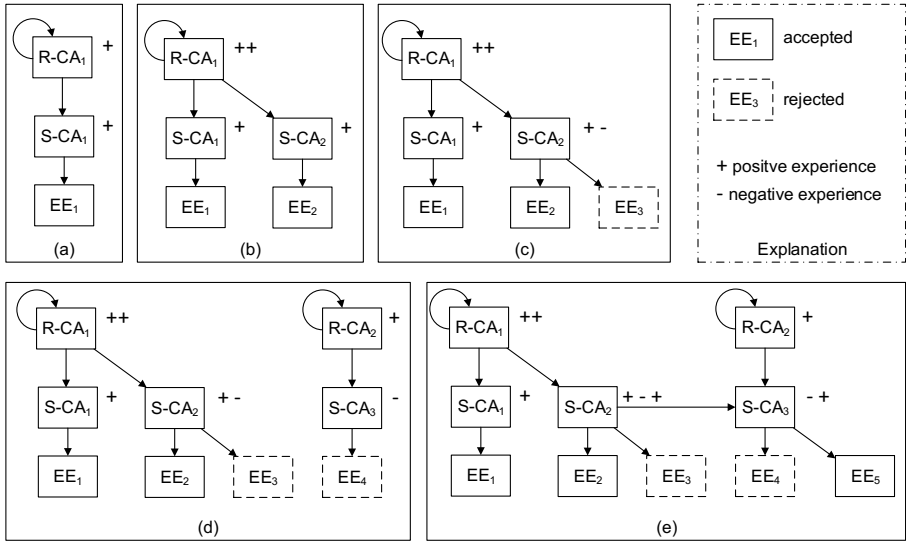 R-CA₁ +
S-CA₁ +
EE₁
(a)
R-CA₁ ++
S-CA₁ + S-CA₂ +
EE₁ EE₂
(b)
R-CA₁ ++
S-CA₁ + S-CA₂ + -
EE₁ EE₂ EE₃
(c)
EE₁ accepted
EE₃ rejected
+ positve experience
- negative experience
Explanation
R-CA₁ ++ R-CA₂ +
S-CA₁ + S-CA₂ + - S-CA₃ -
EE₁ EE₂ EE₃ EE₄
(d)
R-CA₁ ++ R-CA₂ +
S-CA₁ + S-CA₂ + - + S-CA₃ - +
EE₁ EE₂ EE₃ EE₄ EE₅
(e)